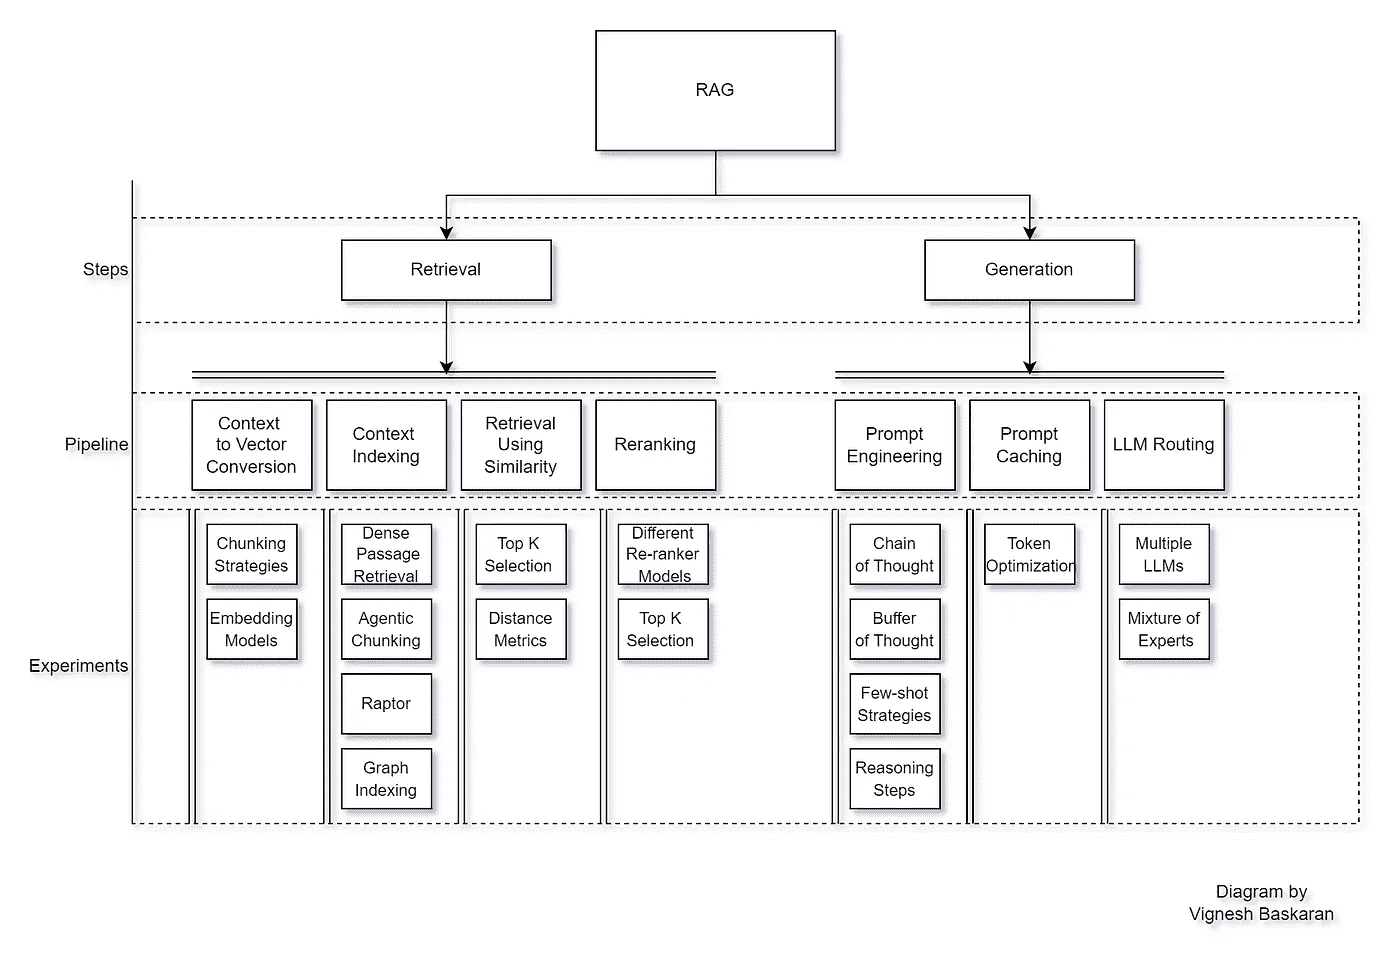 RAG
Steps
Retrieval
Generation
Pipeline
Context
to Vector
Conversion
Context
Indexing
Retrieval
Using
Similarity
Reranking
Prompt
Engineering
Prompt
Caching
LLM Routing
Experiments
Chunking
Strategies
Embedding
Models
Dense
Passage
Retrieval
Agentic
Chunking
Raptor
Graph
Indexing
Top K
Selection
Distance
Metrics
Different
Re-ranker
Models
Top K
Selection
Chain
of Thought
Buffer
of Thought
Few-shot
Strategies
Reasoning
Steps
Token
Optimization
Multiple
LLMs
Mixture of
Experts
Diagram by
Vignesh Baskaran